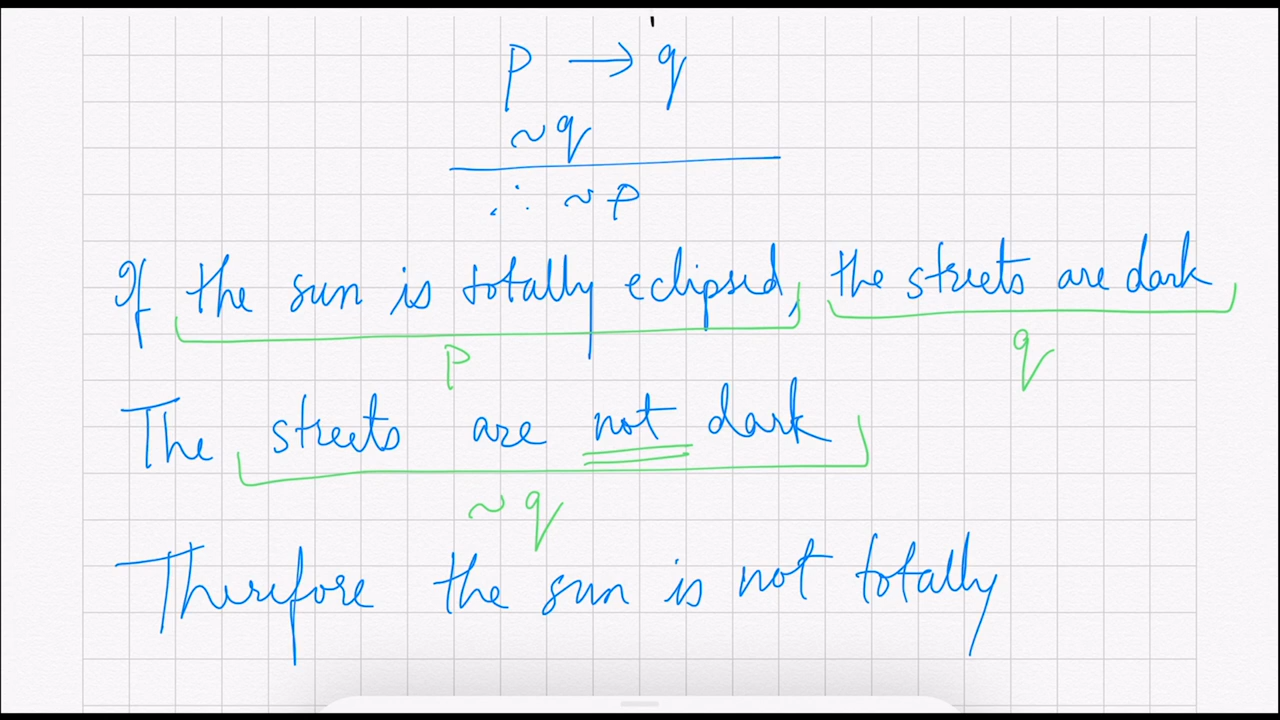 p → q
~q
∴ ~p
If the sun is totally eclipsed, the streets are dark
p q
The streets are not dark
~q
Therefore the sun is not totally